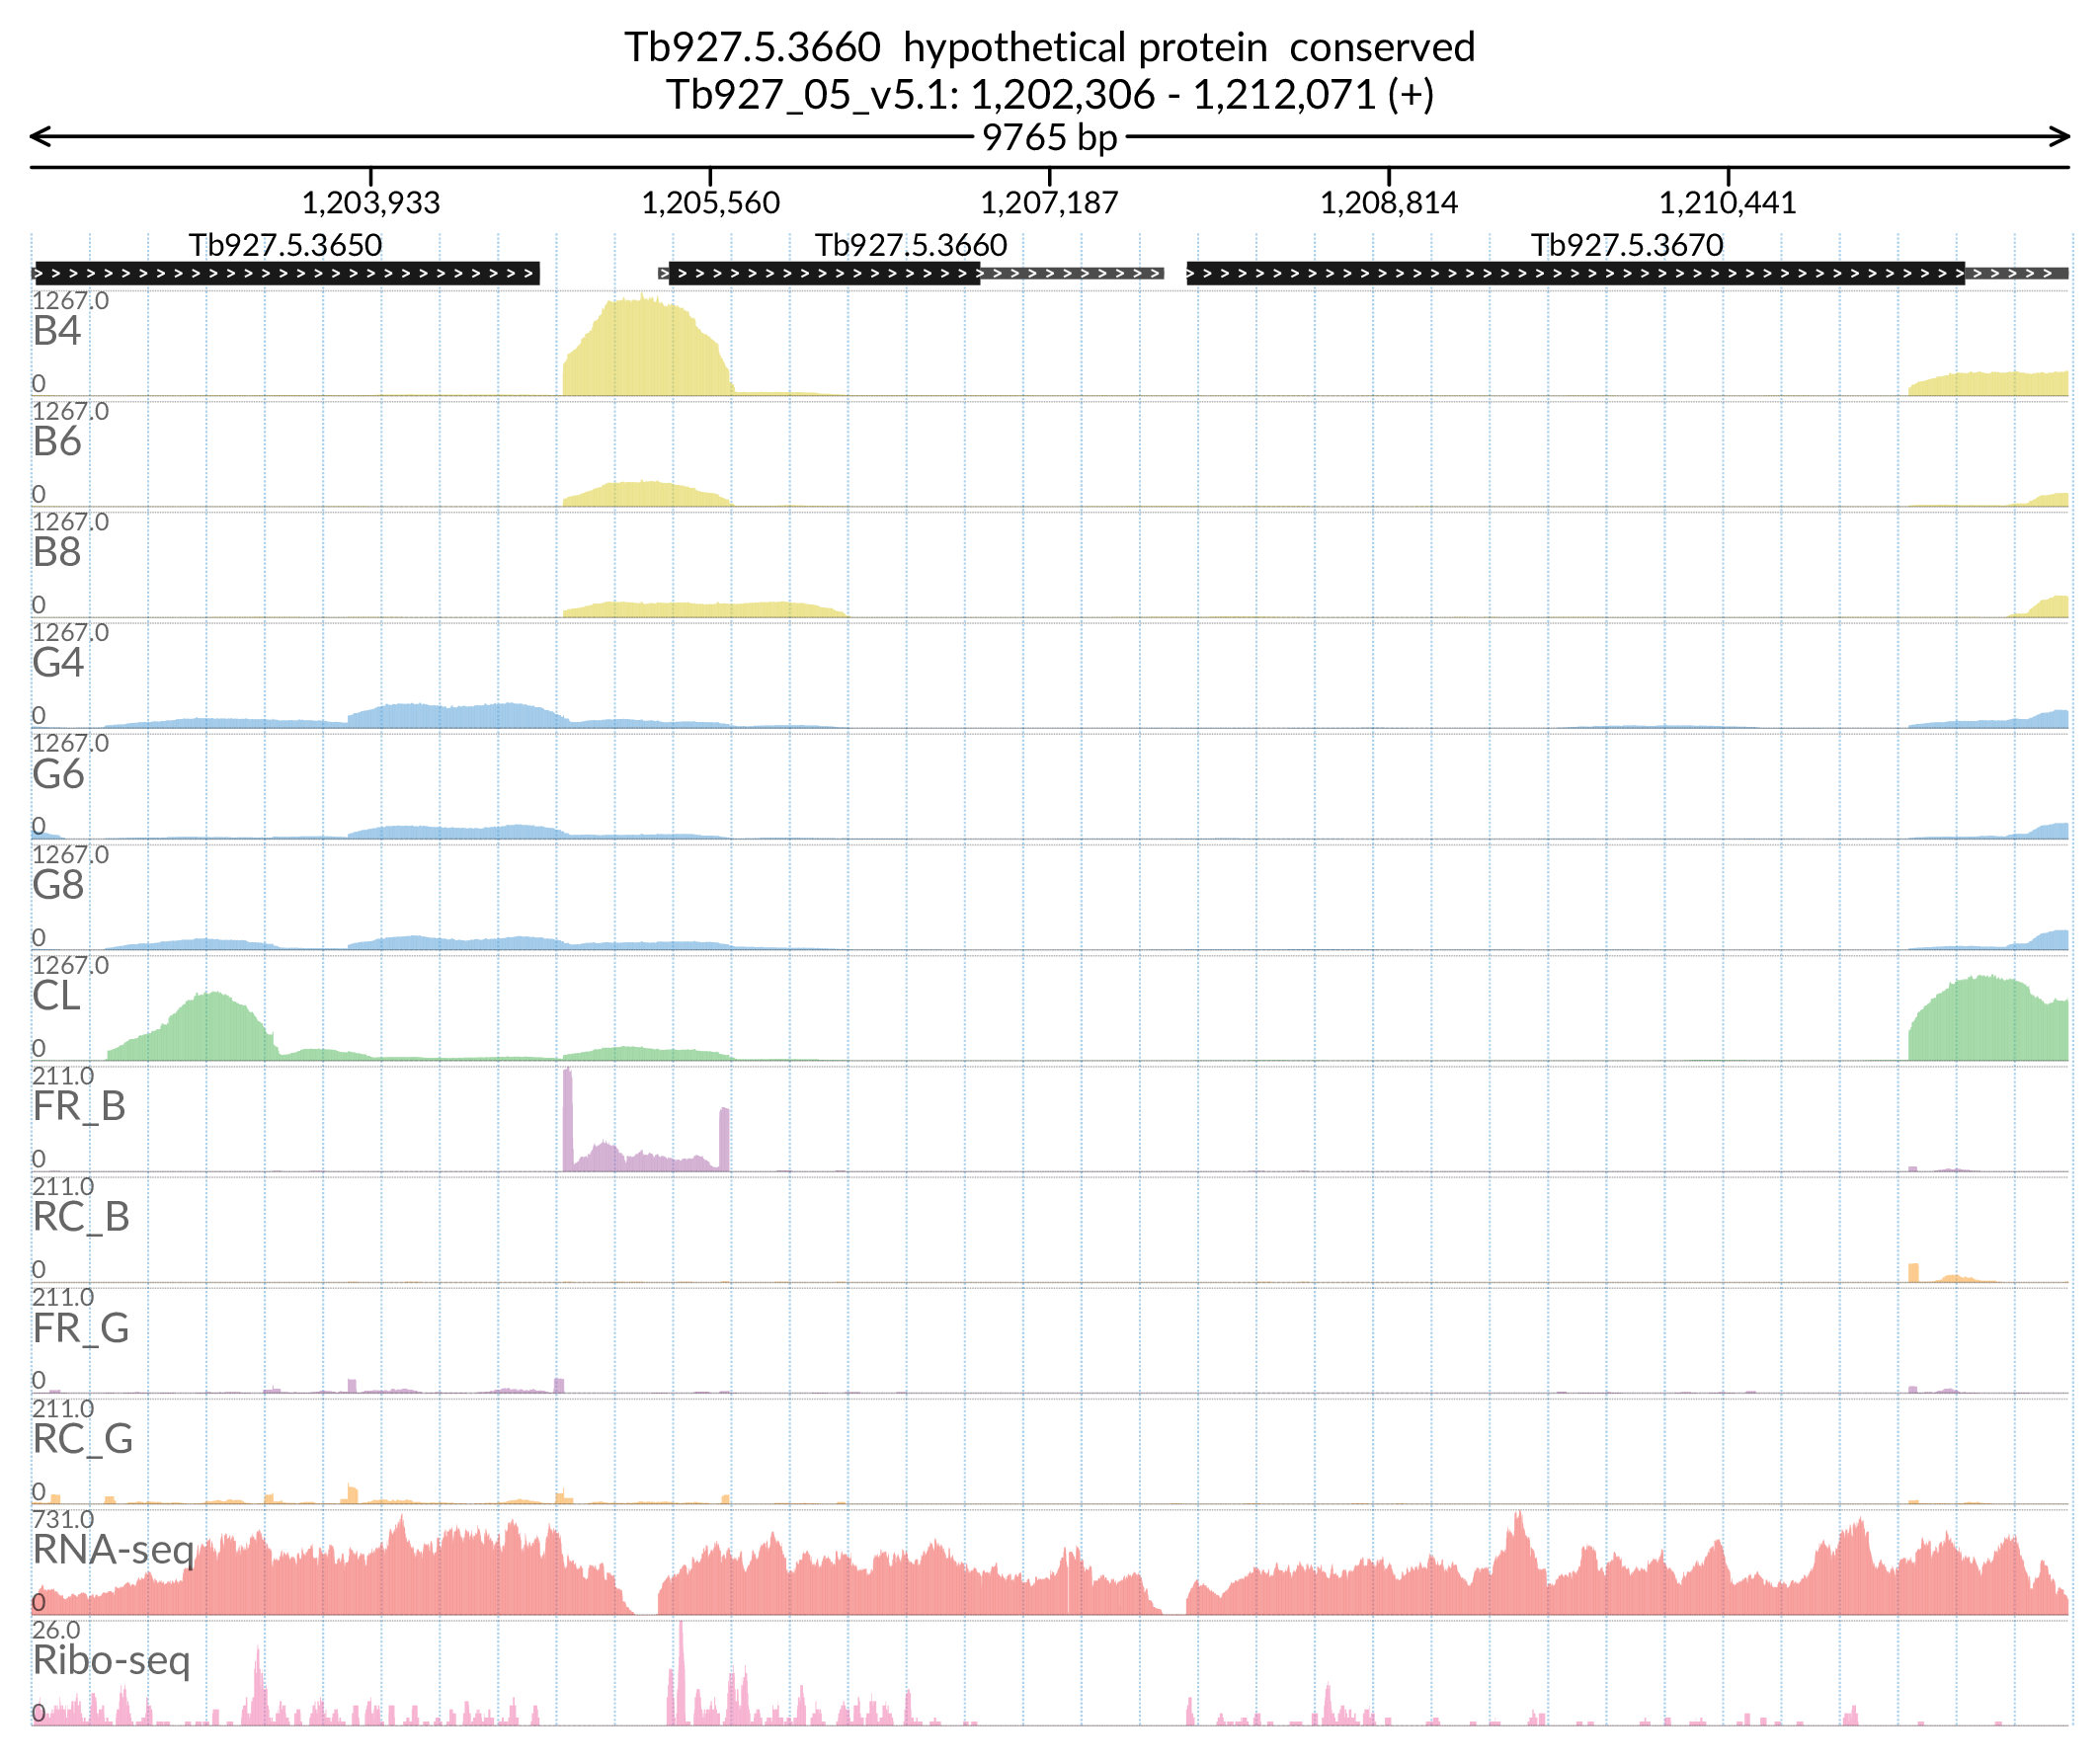 Tb927.5.3660 hypothetical protein conserved
Tb927_05_v5.1: 1,202,306 - 1,212,071 (+)
9765 bp
1,203,933 1,205,560 1,207,187 1,208,814 1,210,441
Tb927.5.3650 Tb927.5.3660 Tb927.5.3670
1267.0
B4
0
1267.0
B6
0
1267.0
B8
0
1267.0
G4
0
1267.0
G6
0
1267.0
G8
0
1267.0
CL
0
211.0
FR_B
0
211.0
RC_B
0
211.0
FR_G
0
211.0
RC_G
0
731.0
RNA-seq
0
26.0
Ribo-seq
0